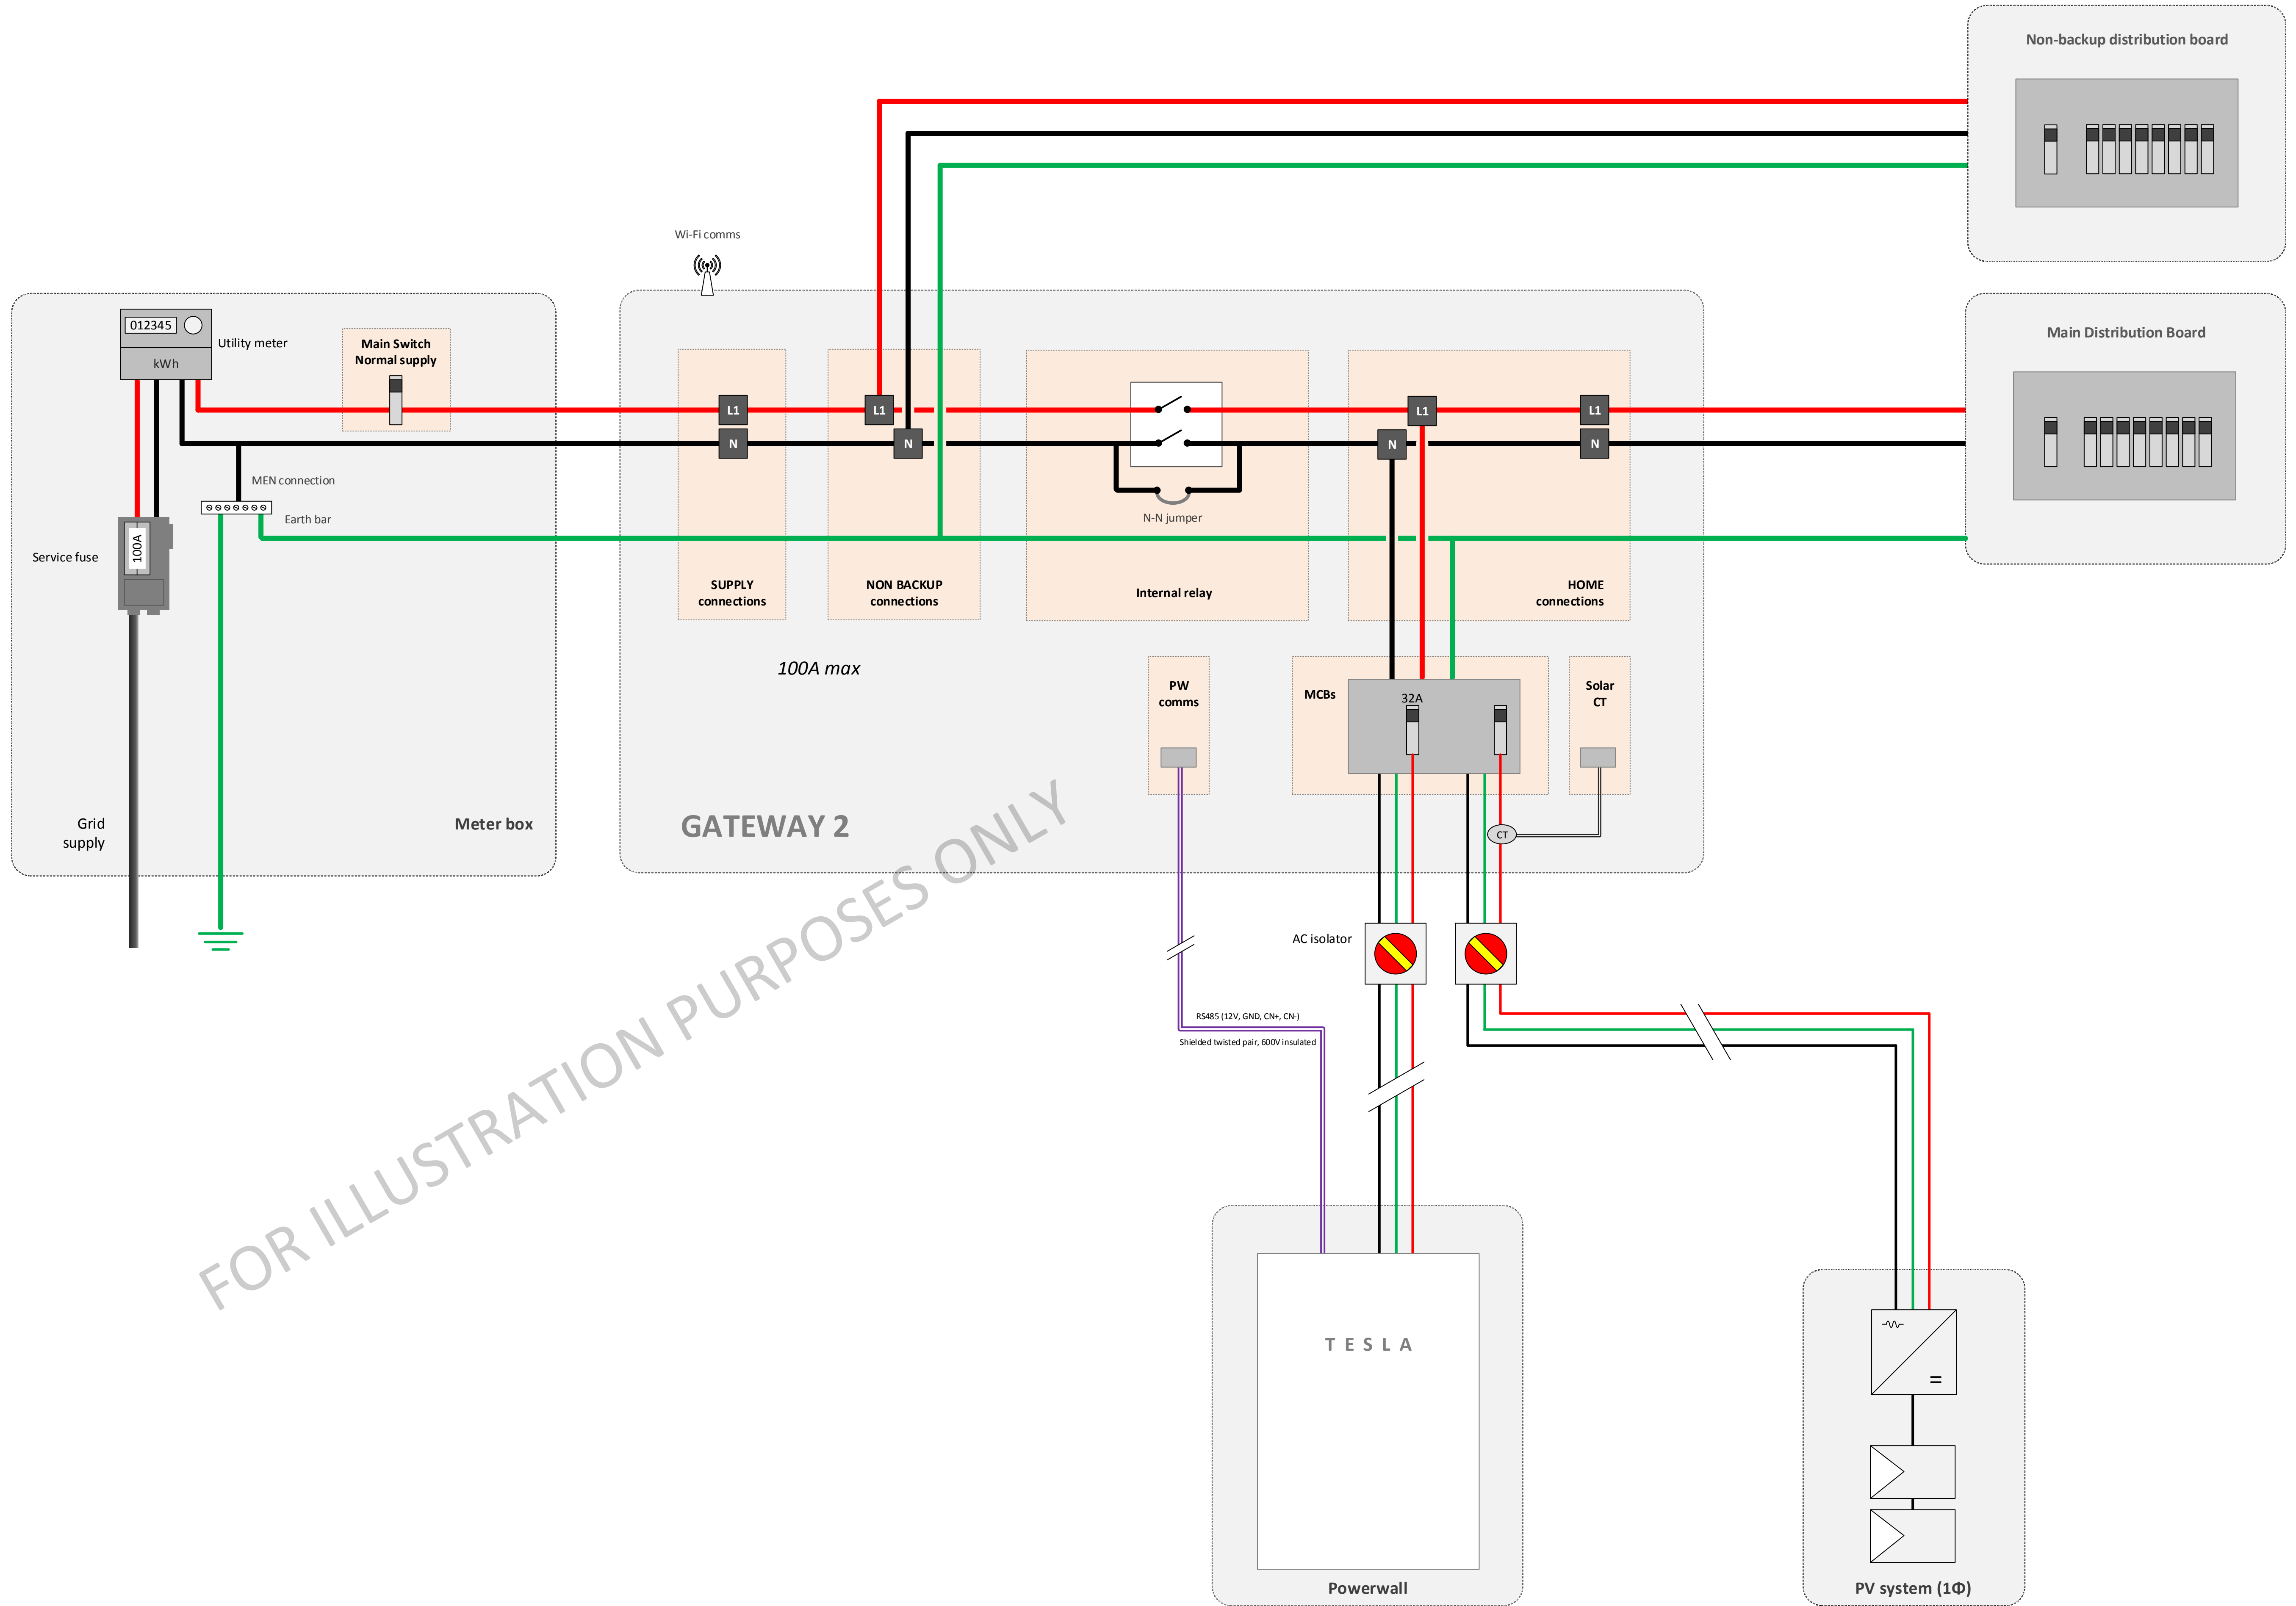 Non-backup distribution board
Wi-Fi comms
012345
kWh
Utility meter
Main Switch
Normal supply
Main Distribution Board
L1
N
L1
N
L1
N
L1
N
MEN connection
Earth bar
N-N jumper
100A
Service fuse
SUPPLY
connections
NON BACKUP
connections
Internal relay
HOME
connections
100A max
PW
comms
MCBs
32A
Solar
CT
Grid
supply
Meter box
GATEWAY 2
CT
FOR ILLUSTRATION PURPOSES ONLY
AC isolator
RS485 (12V, GND, CN+, CN-)
Shielded twisted pair, 600V insulated
TESLA
Powerwall
PV system (1Φ)